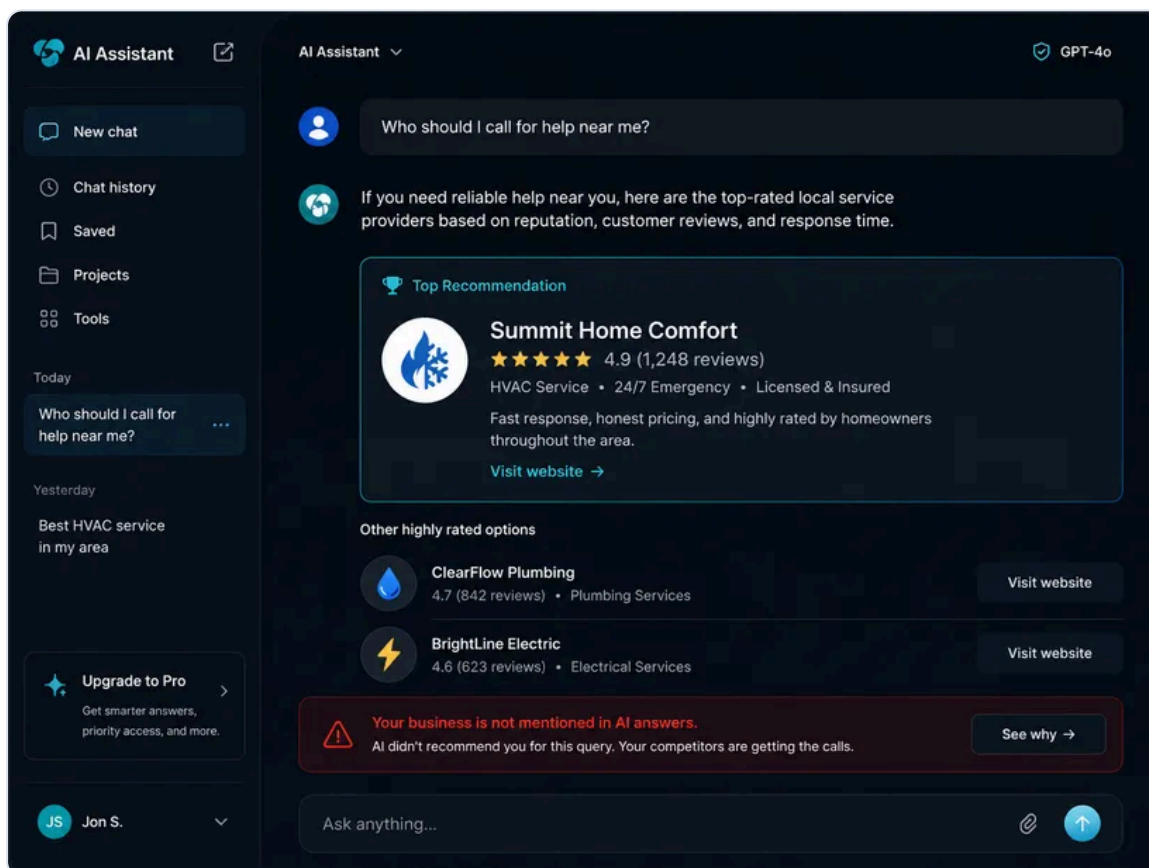 AI Assistant
New chat
Chat history
Saved
Projects
Tools
Today
Who should I call for
help near me?
Yesterday
Best HVAC service
in my area
Upgrade to Pro
Get smarter answers,
priority access, and more.
JS
Jon S.
AI Assistant
GPT-4o
Who should I call for help near me?
If you need reliable help near you, here are the top-rated local service
providers based on reputation, customer reviews, and response time.
Top Recommendation
Summit Home Comfort
4.9 (1,248 reviews)
HVAC Service • 24/7 Emergency • Licensed & Insured
Fast response, honest pricing, and highly rated by homeowners
throughout the area.
Visit website →
Other highly rated options
ClearFlow Plumbing
4.7 (842 reviews) • Plumbing Services
Visit website
BrightLine Electric
4.6 (623 reviews) • Electrical Services
Visit website
Your business is not mentioned in AI answers.
AI didn't recommend you for this query. Your competitors are getting the calls.
See why →
Ask anything...